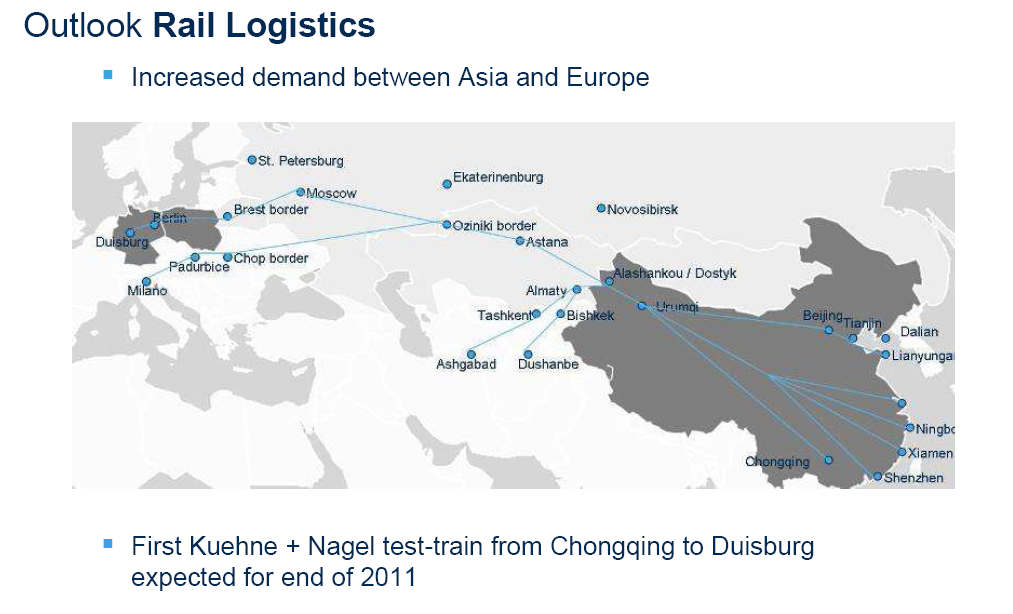 Outlook Rail Logistics
Increased demand between Asia and Europe
St. Petersburg
Ekaterinenburg
Moscow
Novosibirsk
Brest border
Berlin
Oziniki border
Duisburg
Astana
Chop border
Padurbice
Alashankou / Dostyk
Milano
Almaty
Urumqi
Tashkent
Bishkek
Beijing
Tianjin
Dalian
Lianyunga
Ashgabad
Dushanbe
Ningbo
Xiamen
Chongqing
Shenzhen
First Kuehne + Nagel test-train from Chongqing to Duisburg
expected for end of 2011